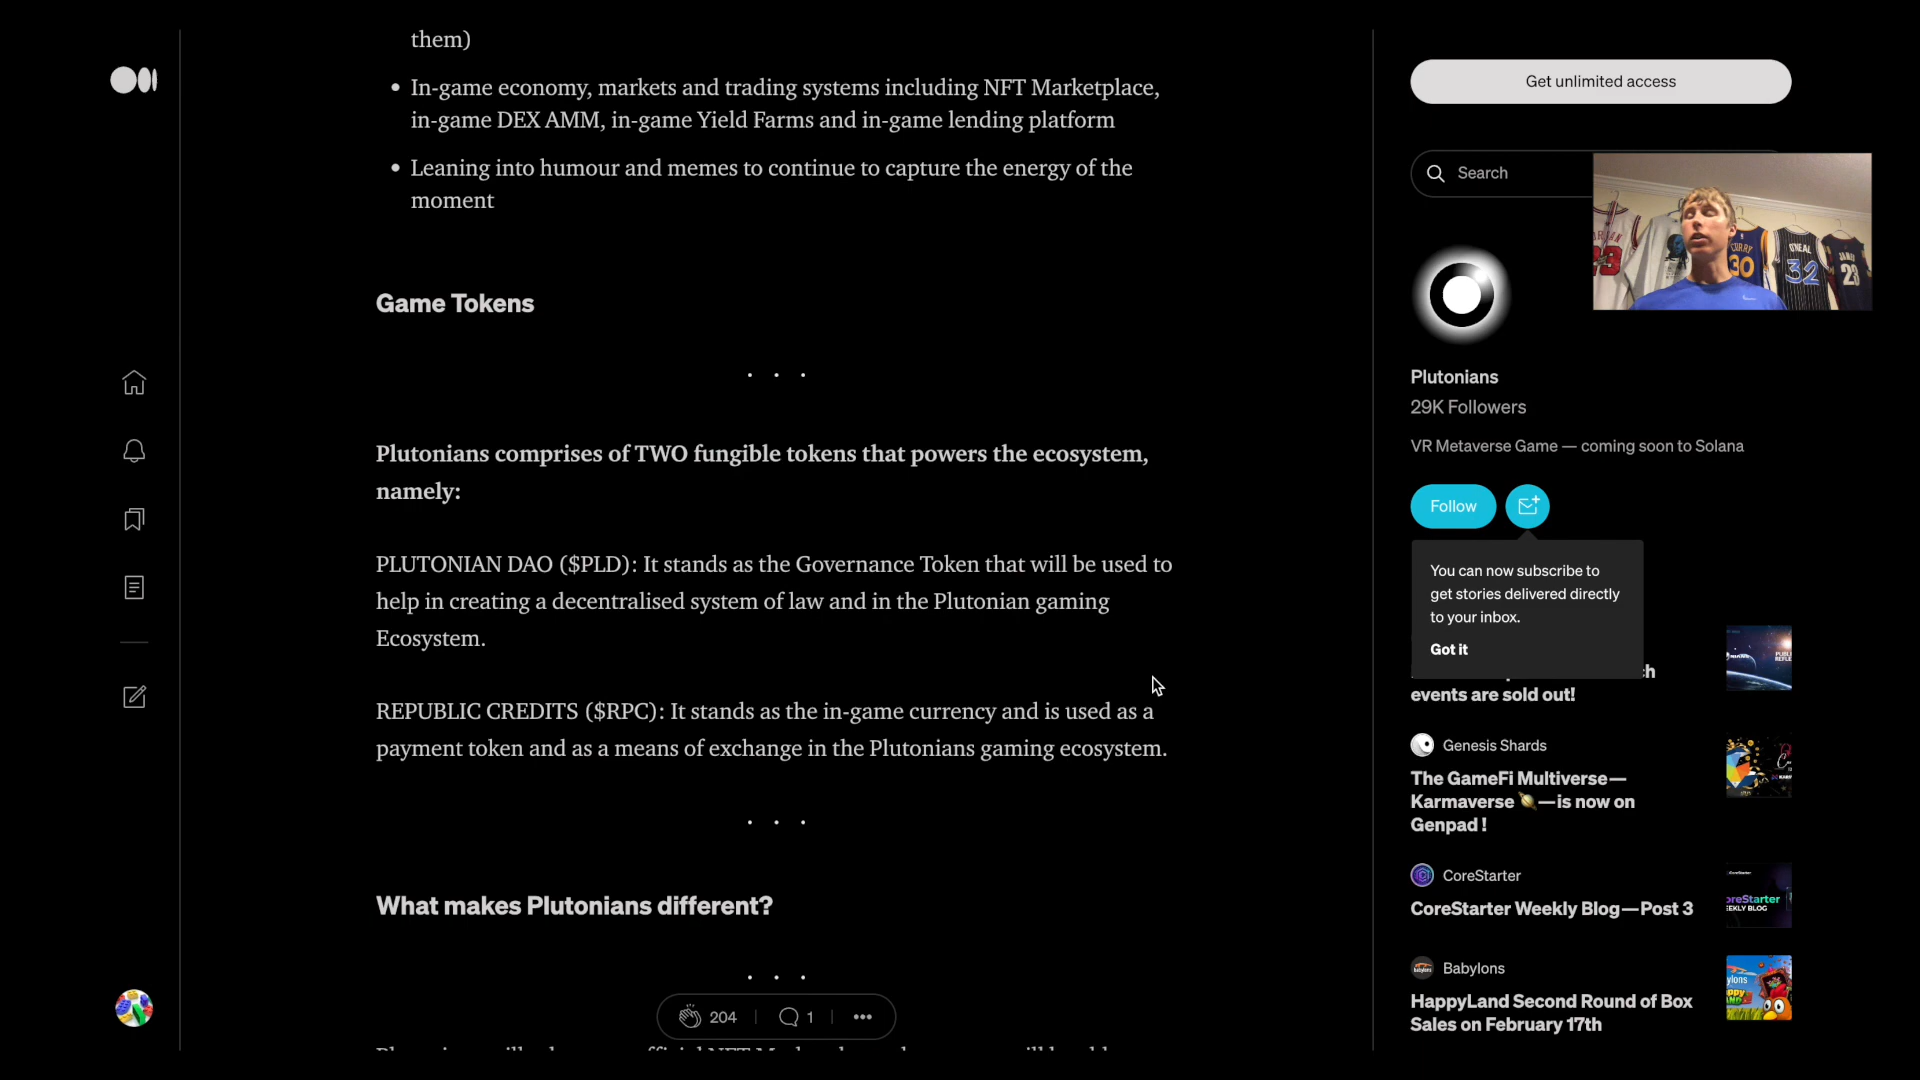 them)
• In-game economy, markets and trading systems including NFT Marketplace,
in-game DEX AMM, in-game Yield Farms and in-game lending platform
• Leaning into humour and memes to continue to capture the energy of the
moment
Game Tokens
. . .
Plutonians comprises of TWO fungible tokens that powers the ecosystem,
namely:
PLUTONIAN DAO ($PLD): It stands as the Governance Token that will be used to
help in creating a decentralised system of law and in the Plutonian gaming
Ecosystem.
REPUBLIC CREDITS ($RPC): It stands as the in-game currency and is used as a
payment token and as a means of exchange in the Plutonians gaming ecosystem.
. . .
What makes Plutonians different?
. . .
204
1
Get unlimited access
Search
CURRY
30
O'NEAL
32
23
23
Plutonians
29K Followers
VR Metaverse Game — coming soon to Solana
Follow
You can now subscribe to
get stories delivered directly
to your inbox.
Got it
events are sold out!
Genesis Shards
The GameFi Multiverse—
Karmaverse 🪐—is now on
Genpad !
CoreStarter
CoreStarter Weekly Blog—Post 3
Babylons
HappyLand Second Round of Box
Sales on February 17th